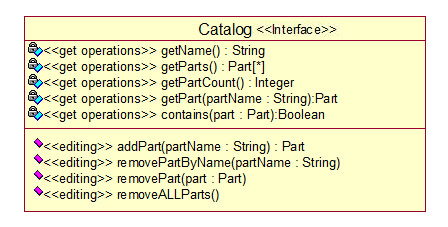 Catalog <<Interface>>
<<get operations>> getName() : String
<<get operations>> getParts() : Part[*]
<<get operations>> getPartCount() : Integer
<<get operations>> getPart(partName : String):Part
<<get operations>> contains(part : Part):Boolean
<<editing>> addPart(partName : String) : Part
<<editing>> removePartByName(partName : String)
<<editing>> removePart(part : Part)
<<editing>> removeALLParts()